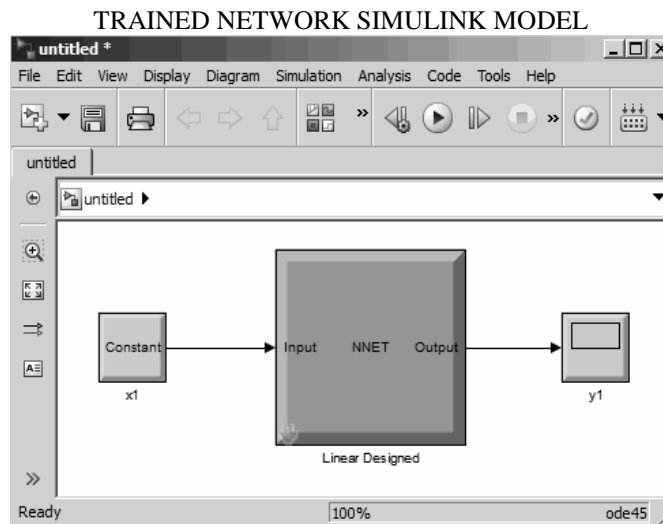 TRAINED NETWORK SIMULINK MODEL
untitled *
File Edit View Display Diagram Simulation Analysis Code Tools Help
» »
untitled
untitled
Constant
x1
Input NNET Output
Linear Designed
y1
A
»
Ready 100% ode45